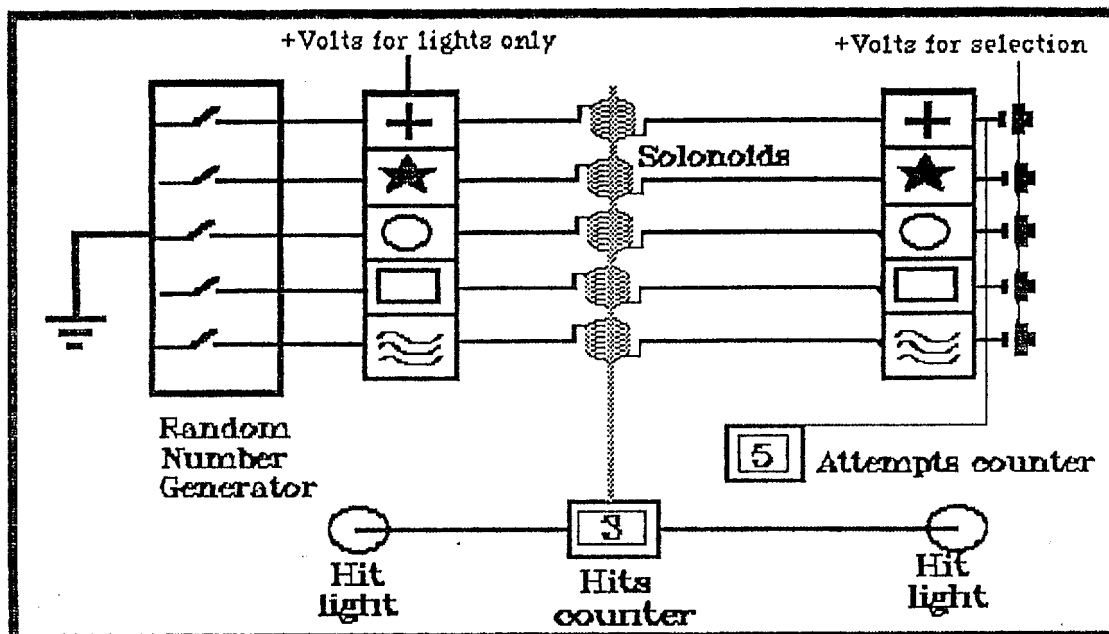 +Volts for lights only
+Volts for selection
Solonoids
Random
Number
Generator
5
Attempts counter
3
Hit
light
Hits
counter
Hit
light